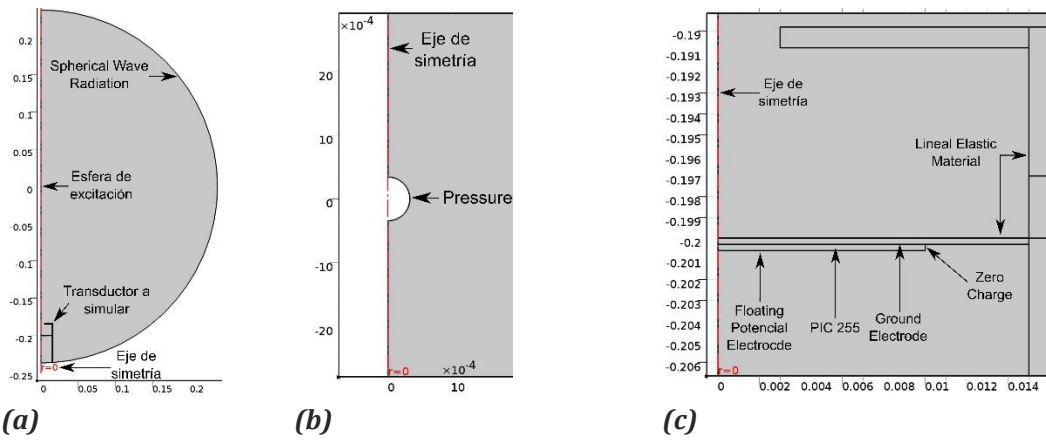 0.2
Spherical Wave
Radiation
0.15
0.1
0.05
Esfera de
excitación
0
-0.05
-0.1
Transductor a
simular
-0.15
-0.2
Eje de
simetría
-0.25
r=0
0 0.05 0.1 0.15 0.2
(a)
×10⁻⁴
Eje de
simetría
20
10
0
Pressure
-10
-20
r=0
×10⁻⁴
0 10
(b)
-0.19
-0.191
-0.192
Eje de
simetría
-0.193
-0.194
-0.195
Lineal Elastic
Material
-0.196
-0.197
-0.198
-0.199
-0.2
-0.201
-0.202
Zero
Charge
Floating
Potencial
Electrocde
PIC 255
Ground
Electrode
-0.203
-0.204
-0.205
-0.206
r=0
0 0.002 0.004 0.006 0.008 0.01 0.012 0.014
(c)